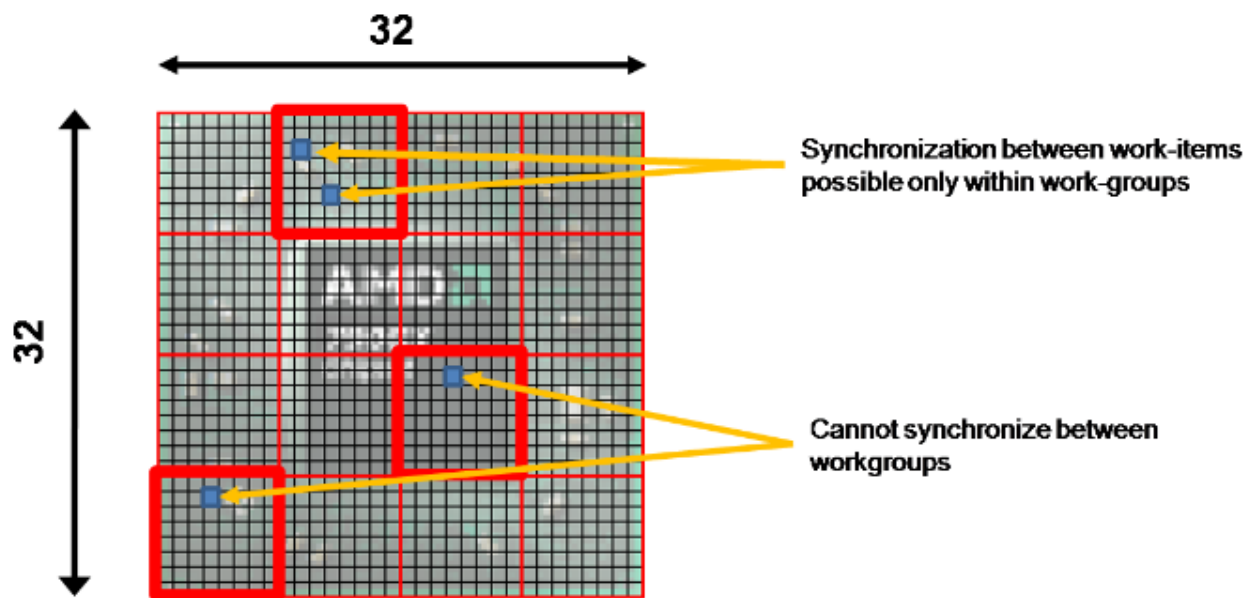 32
32
Synchronization between work-items
possible only within work-groups
AMD
Cannot synchronize between
workgroups